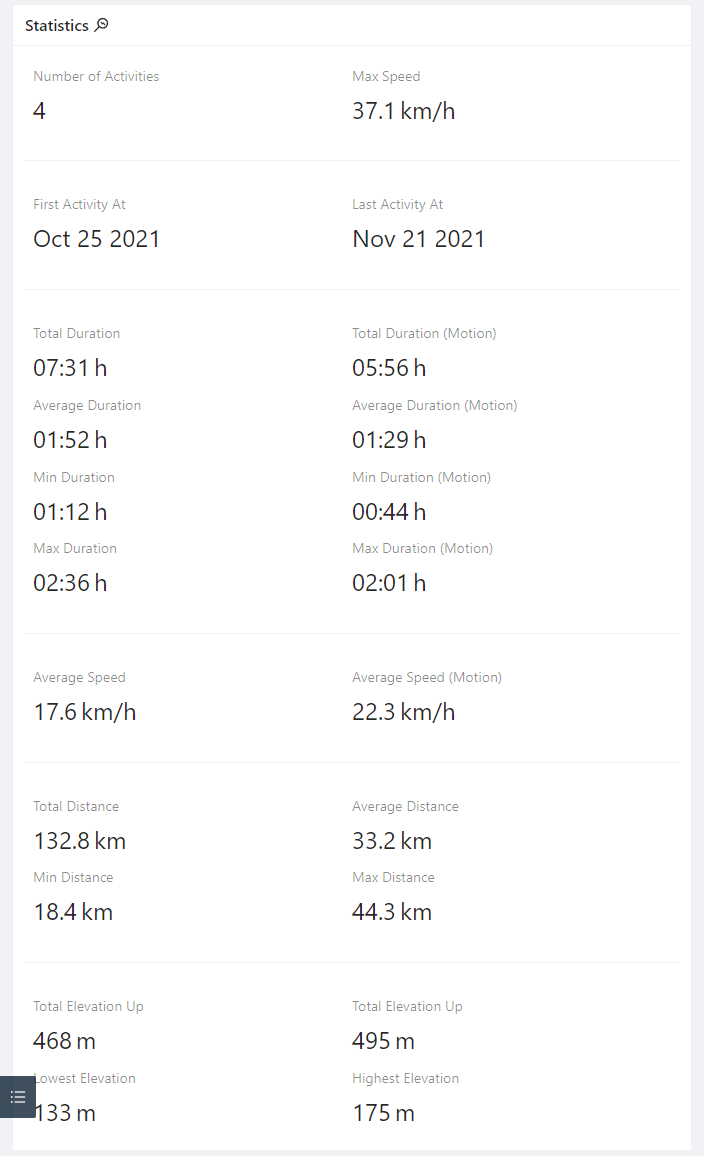 Statistics
Number of Activities
Max Speed
4
37.1 km/h
First Activity At
Last Activity At
Oct 25 2021
Nov 21 2021
Total Duration
Total Duration (Motion)
07:31 h
05:56 h
Average Duration
Average Duration (Motion)
01:52 h
01:29 h
Min Duration
Min Duration (Motion)
01:12 h
00:44 h
Max Duration
Max Duration (Motion)
02:36 h
02:01 h
Average Speed
Average Speed (Motion)
17.6 km/h
22.3 km/h
Total Distance
Average Distance
132.8 km
33.2 km
Min Distance
Max Distance
18.4 km
44.3 km
Total Elevation Up
Total Elevation Up
468 m
495 m
Lowest Elevation
Highest Elevation
133 m
175 m